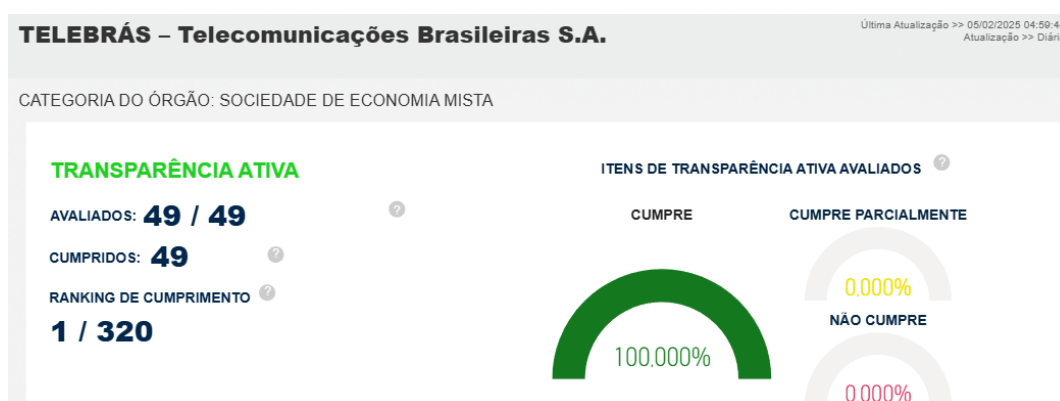 TELEBRÁS – Telecomunicações Brasileiras S.A.
Última Atualização >> 05/02/2025 04:59:4
Atualização >> Diári
CATEGORIA DO ÓRGÃO: SOCIEDADE DE ECONOMIA MISTA
TRANSPARÊNCIA ATIVA
AVALIADOS: 49 / 49 ?
CUMPRIDOS: 49 ?
RANKING DE CUMPRIMENTO ?
1 / 320
ITENS DE TRANSPARÊNCIA ATIVA AVALIADOS ?
CUMPRE
100.000%
CUMPRE PARCIALMENTE
0.000%
NÃO CUMPRE
0.000%